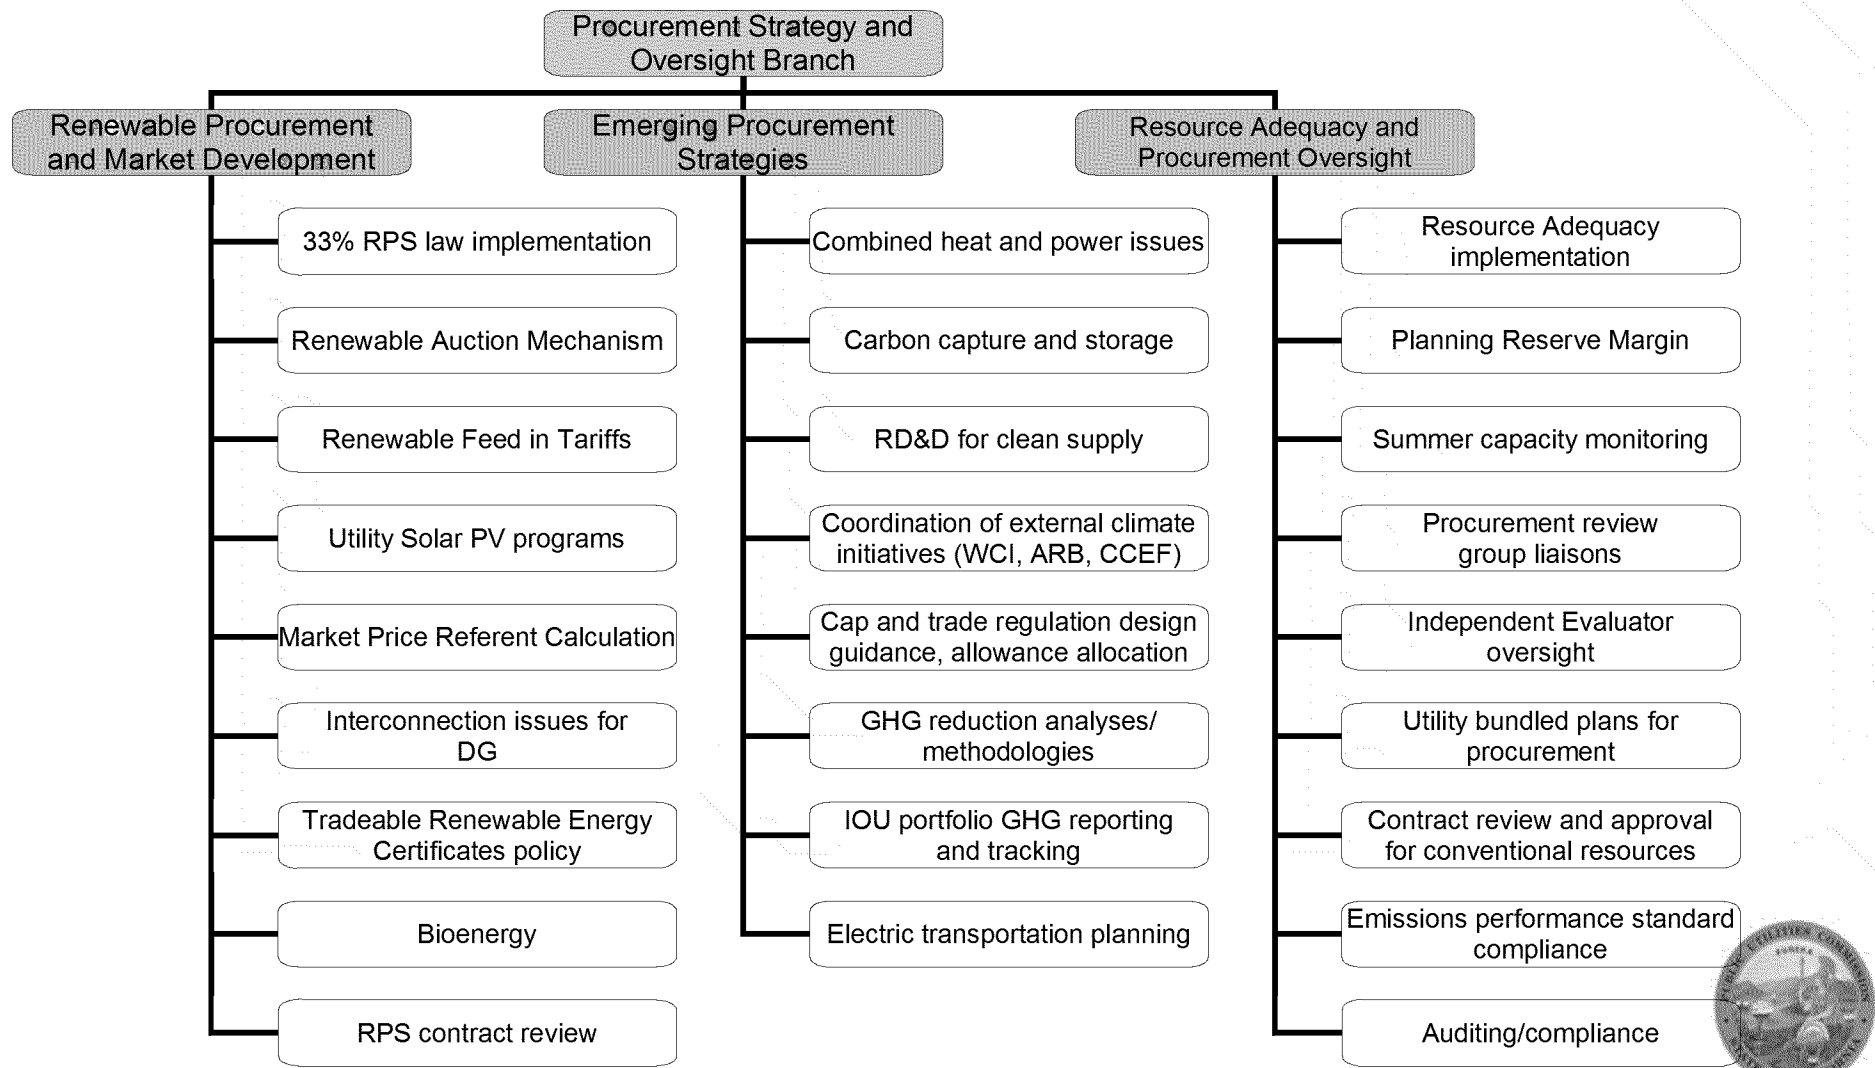 Procurement Strategy and
Oversight Branch
Renewable Procurement
and Market Development
Emerging Procurement
Strategies
Resource Adequacy and
Procurement Oversight
33% RPS law implementation
Renewable Auction Mechanism
Renewable Feed in Tariffs
Utility Solar PV programs
Market Price Referent Calculation
Interconnection issues for
DG
Tradeable Renewable Energy
Certificates policy
Bioenergy
RPS contract review
Combined heat and power issues
Carbon capture and storage
RD&D for clean supply
Coordination of external climate
initiatives (WCI, ARB, CCEF)
Cap and trade regulation design
guidance, allowance allocation
GHG reduction analyses/
methodologies
IOU portfolio GHG reporting
and tracking
Electric transportation planning
Resource Adequacy
implementation
Planning Reserve Margin
Summer capacity monitoring
Procurement review
group liaisons
Independent Evaluator
oversight
Utility bundled plans for
procurement
Contract review and approval
for conventional resources
Emissions performance standard
compliance
Auditing/compliance
PUBLIC UTILITIES COMMISSION